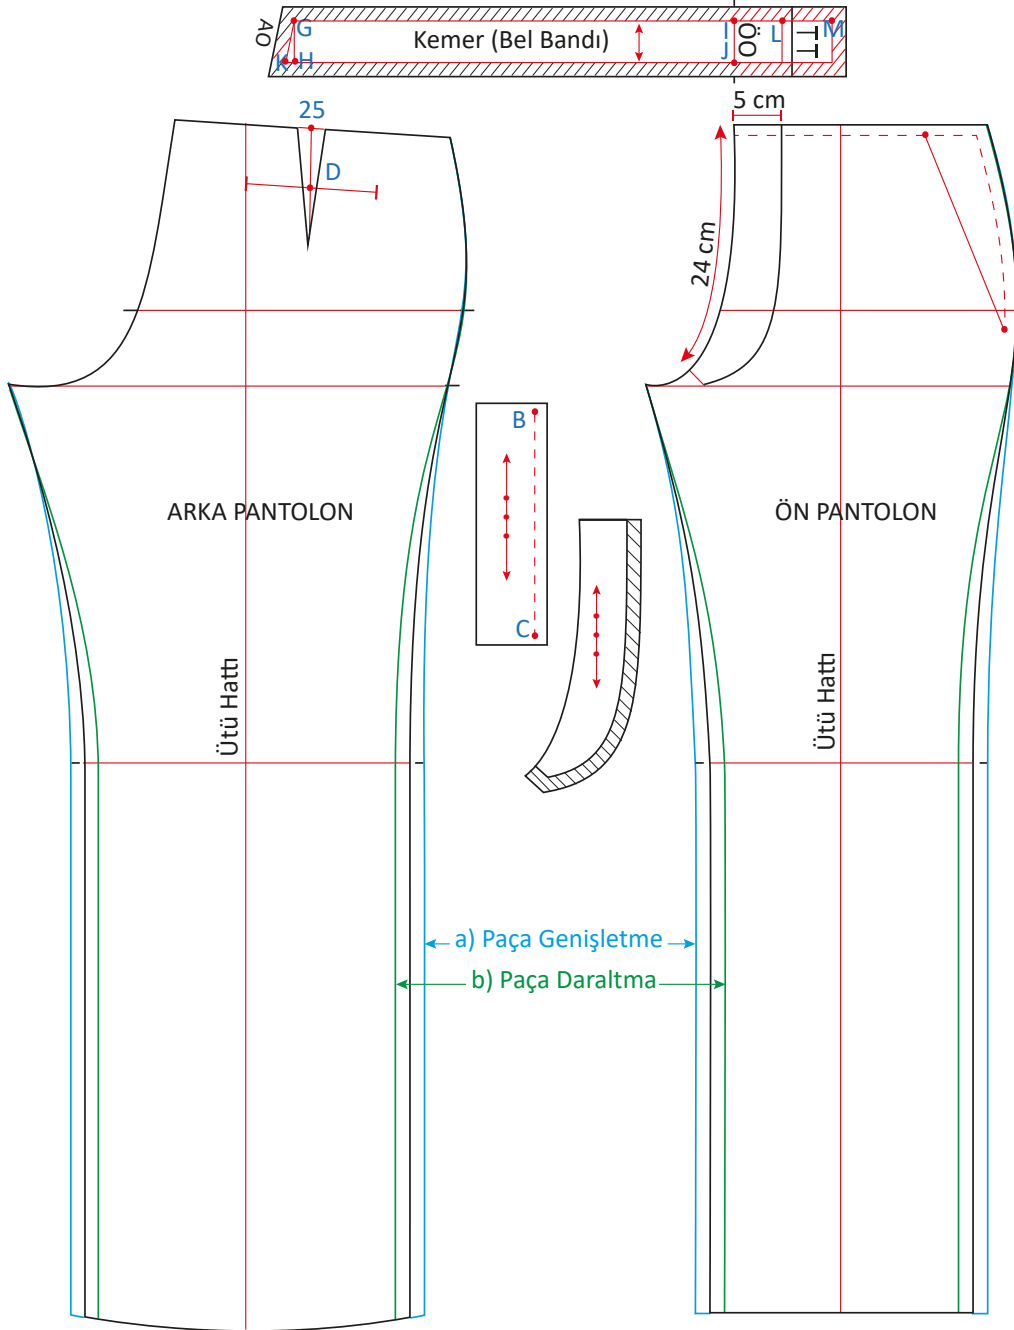 AO
G
K
H
Kemer (Bel Bandı)
I
J
ÖO
L
TT
M
5 cm
25
D
24 cm
B
C
ARKA PANTOLON
ÖN PANTOLON
Ütü Hattı
Ütü Hattı
a) Paça Genişletme
b) Paça Daraltma